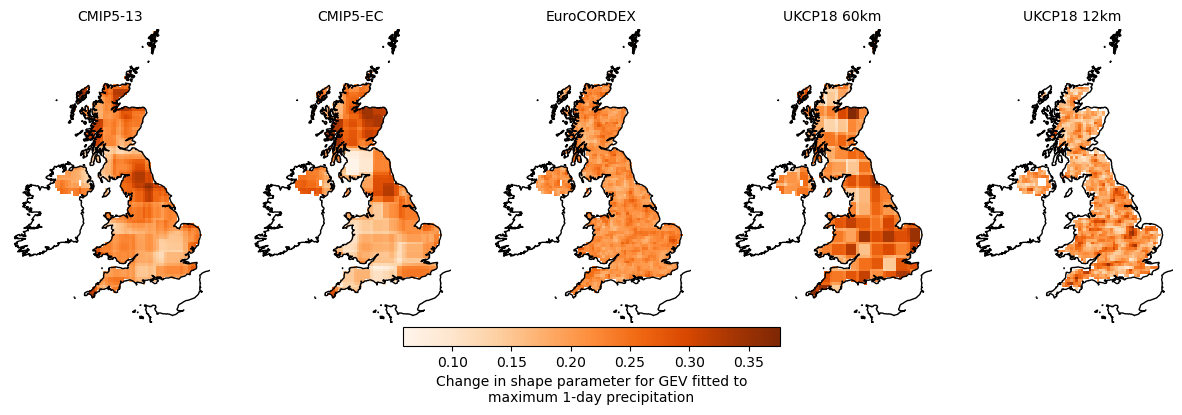 CMIP5-13
CMIP5-EC
EuroCORDEX
UKCP18 60km
UKCP18 12km
0.10
0.15
0.20
0.25
0.30
0.35
Change in shape parameter for GEV fitted to
maximum 1-day precipitation